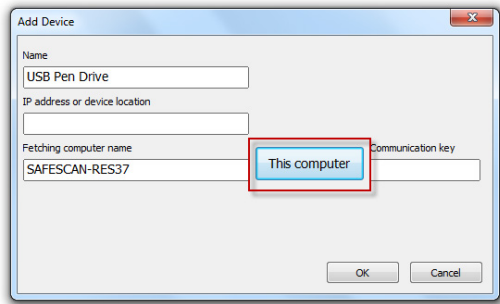 Add Device
Name
USB Pen Drive
IP address or device location
Fetching computer name
SAFESCAN-RES37
This computer
Communication key
OK
Cancel